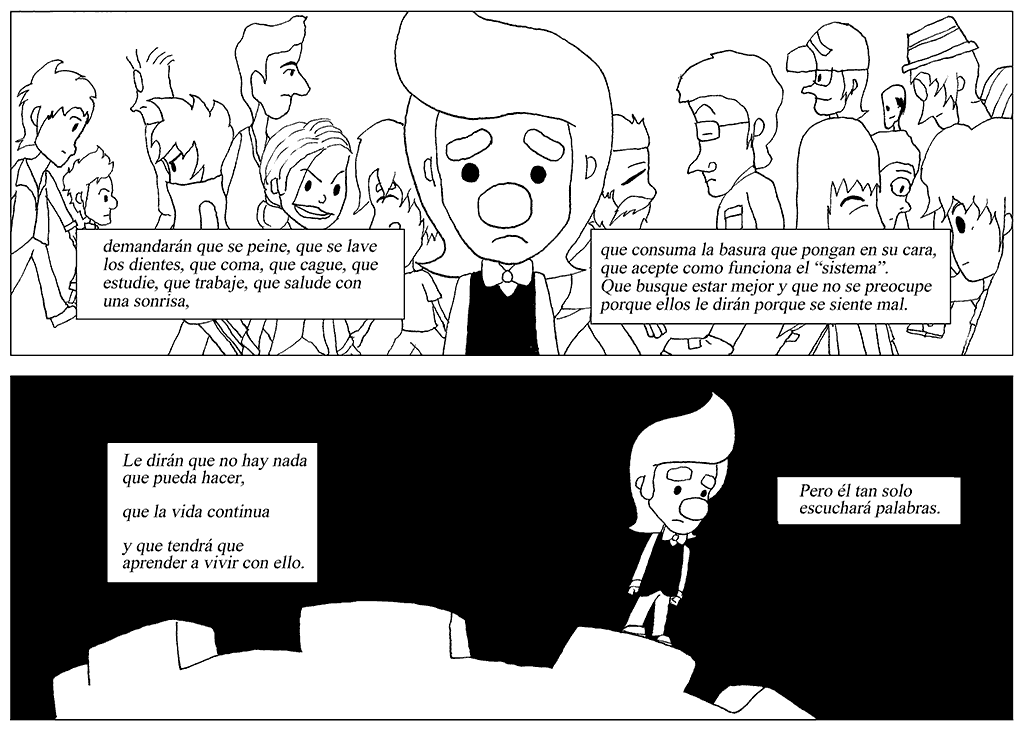 demandarán que se peine, que se lave
los dientes, que coma, que cague, que
estudie, que trabaje, que salude con
una sonrisa,
que consuma la basura que pongan en su cara,
que acepte como funciona el “sistema”.
Que busque estar mejor y que no se preocupe
porque ellos le dirán porque se siente mal.
Le dirán que no hay nada
que pueda hacer,
que la vida continua
y que tendrá que
aprender a vivir con ello.
Pero él tan solo
escuchará palabras.